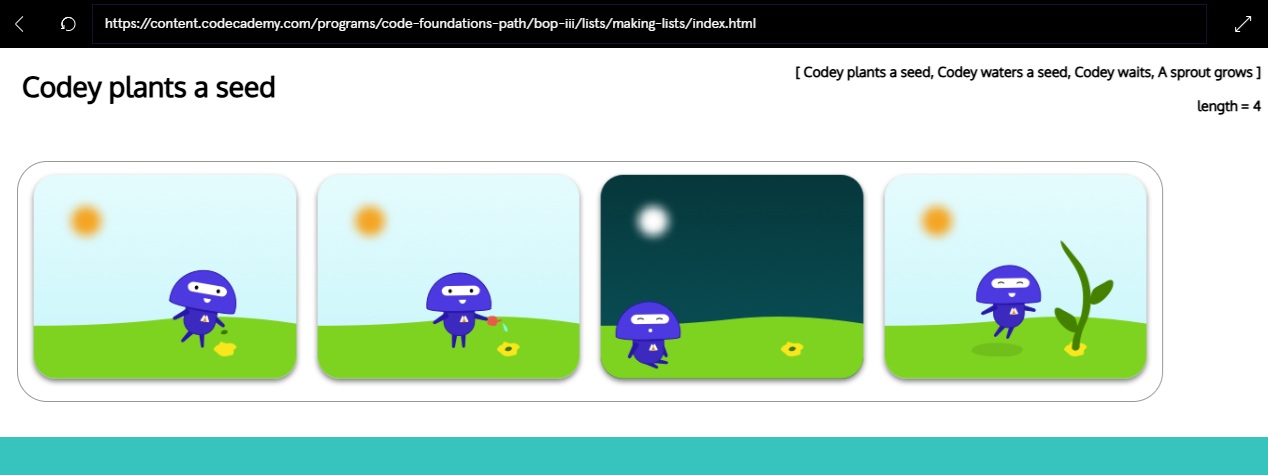 https://content.codecademy.com/programs/code-foundations-path/bop-iii/lists/making-lists/index.html
Codey plants a seed
[ Codey plants a seed, Codey waters a seed, Codey waits, A sprout grows ]
length = 4